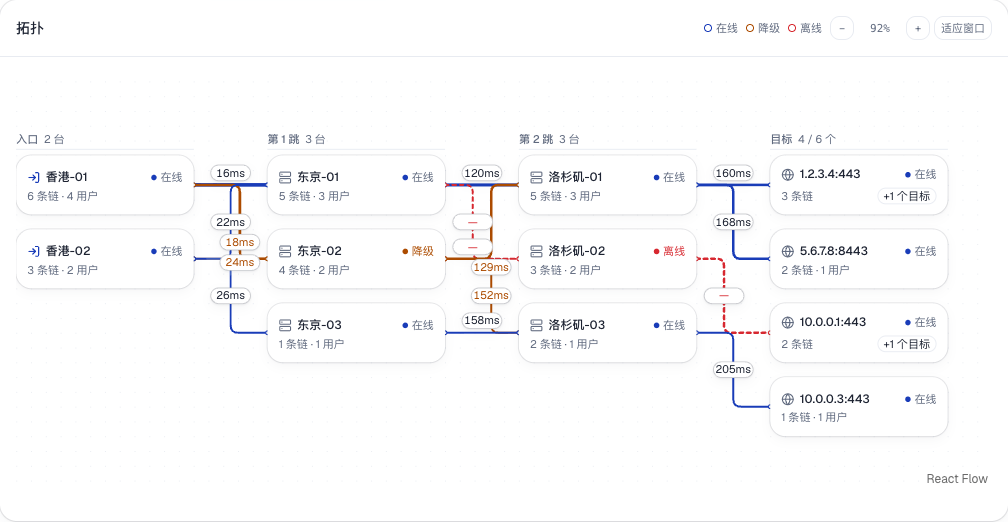 拓扑
在线 降级 离线 − 92% + 适应窗口
入口 2 台
第 1 跳 3 台
第 2 跳 3 台
目标 4 / 6 个
香港-01 在线
6 条链 · 4 用户
16ms
东京-01 在线
5 条链 · 3 用户
120ms
洛杉矶-01 在线
5 条链 · 3 用户
160ms
1.2.3.4:443 在线
3 条链 +1 个目标
22ms
18ms
24ms
26ms
—
—
129ms
152ms
158ms
168ms
香港-02 在线
3 条链 · 2 用户
东京-02 降级
4 条链 · 2 用户
洛杉矶-02 离线
3 条链 · 2 用户
5.6.7.8:8443 在线
2 条链 · 1 用户
—
东京-03 在线
1 条链 · 1 用户
洛杉矶-03 在线
2 条链 · 1 用户
10.0.0.1:443 在线
2 条链 +1 个目标
205ms
10.0.0.3:443 在线
1 条链 · 1 用户
React Flow